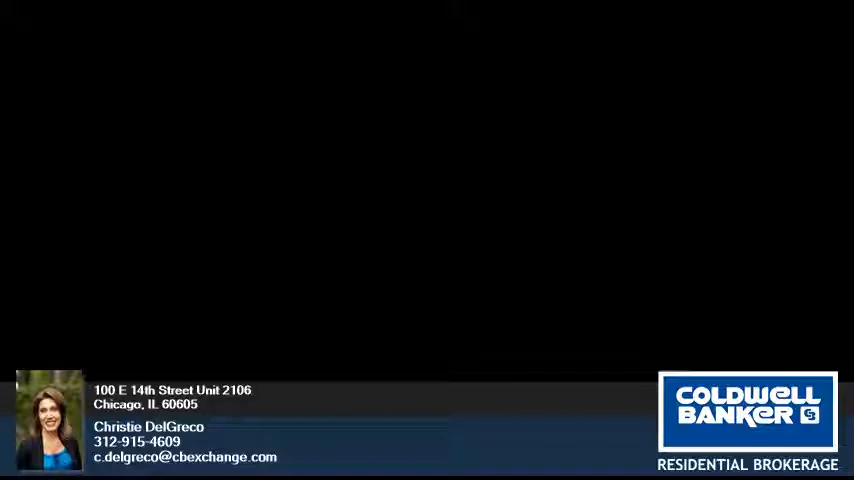 100 E 14th Street Unit 2106
Chicago, IL 60605
Christie DelGreco
312-915-4609
c.delgreco@cbexchange.com
COLDWELL
BANKER CB
RESIDENTIAL BROKERAGE